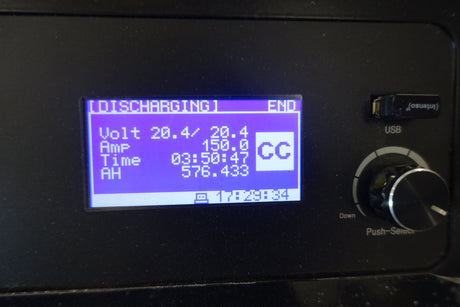 [DISCHARGING] END
Volt 20.4/ 20.4
Amp 150.0
Time 03:50:47
AH 576.433
CC
17:29:34
intenso
USB
Down
Push-Select